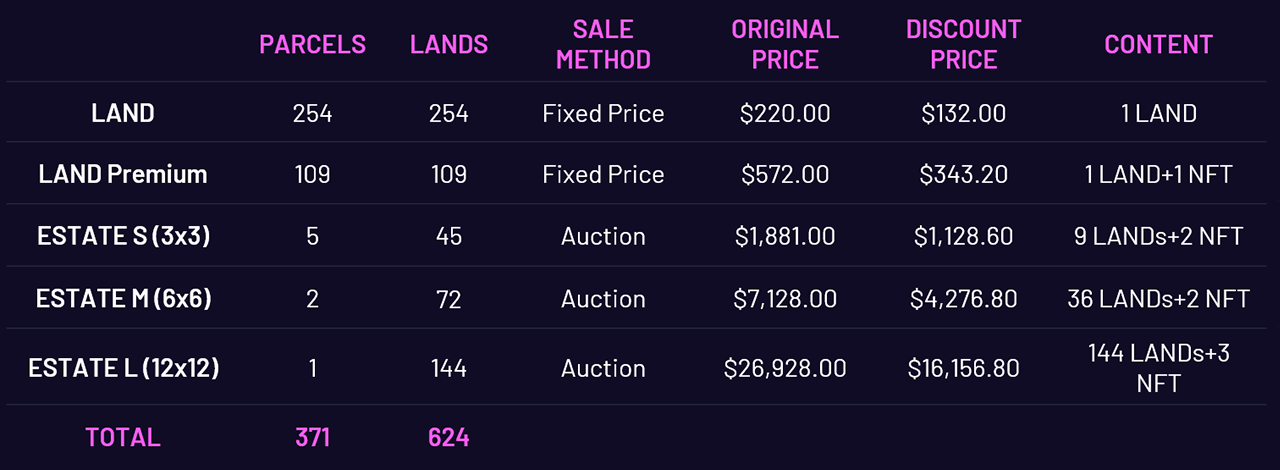 PARCELS LANDS SALE METHOD ORIGINAL PRICE DISCOUNT PRICE CONTENT
LAND 254 254 Fixed Price $220.00 $132.00 1 LAND
LAND Premium 109 109 Fixed Price $572.00 $343.20 1 LAND+1 NFT
ESTATE S (3x3) 5 45 Auction $1,881.00 $1,128.60 9 LANDs+2 NFT
ESTATE M (6x6) 2 72 Auction $7,128.00 $4,276.80 36 LANDs+2 NFT
ESTATE L (12x12) 1 144 Auction $26,928.00 $16,156.80 144 LANDs+3 NFT
TOTAL 371 624